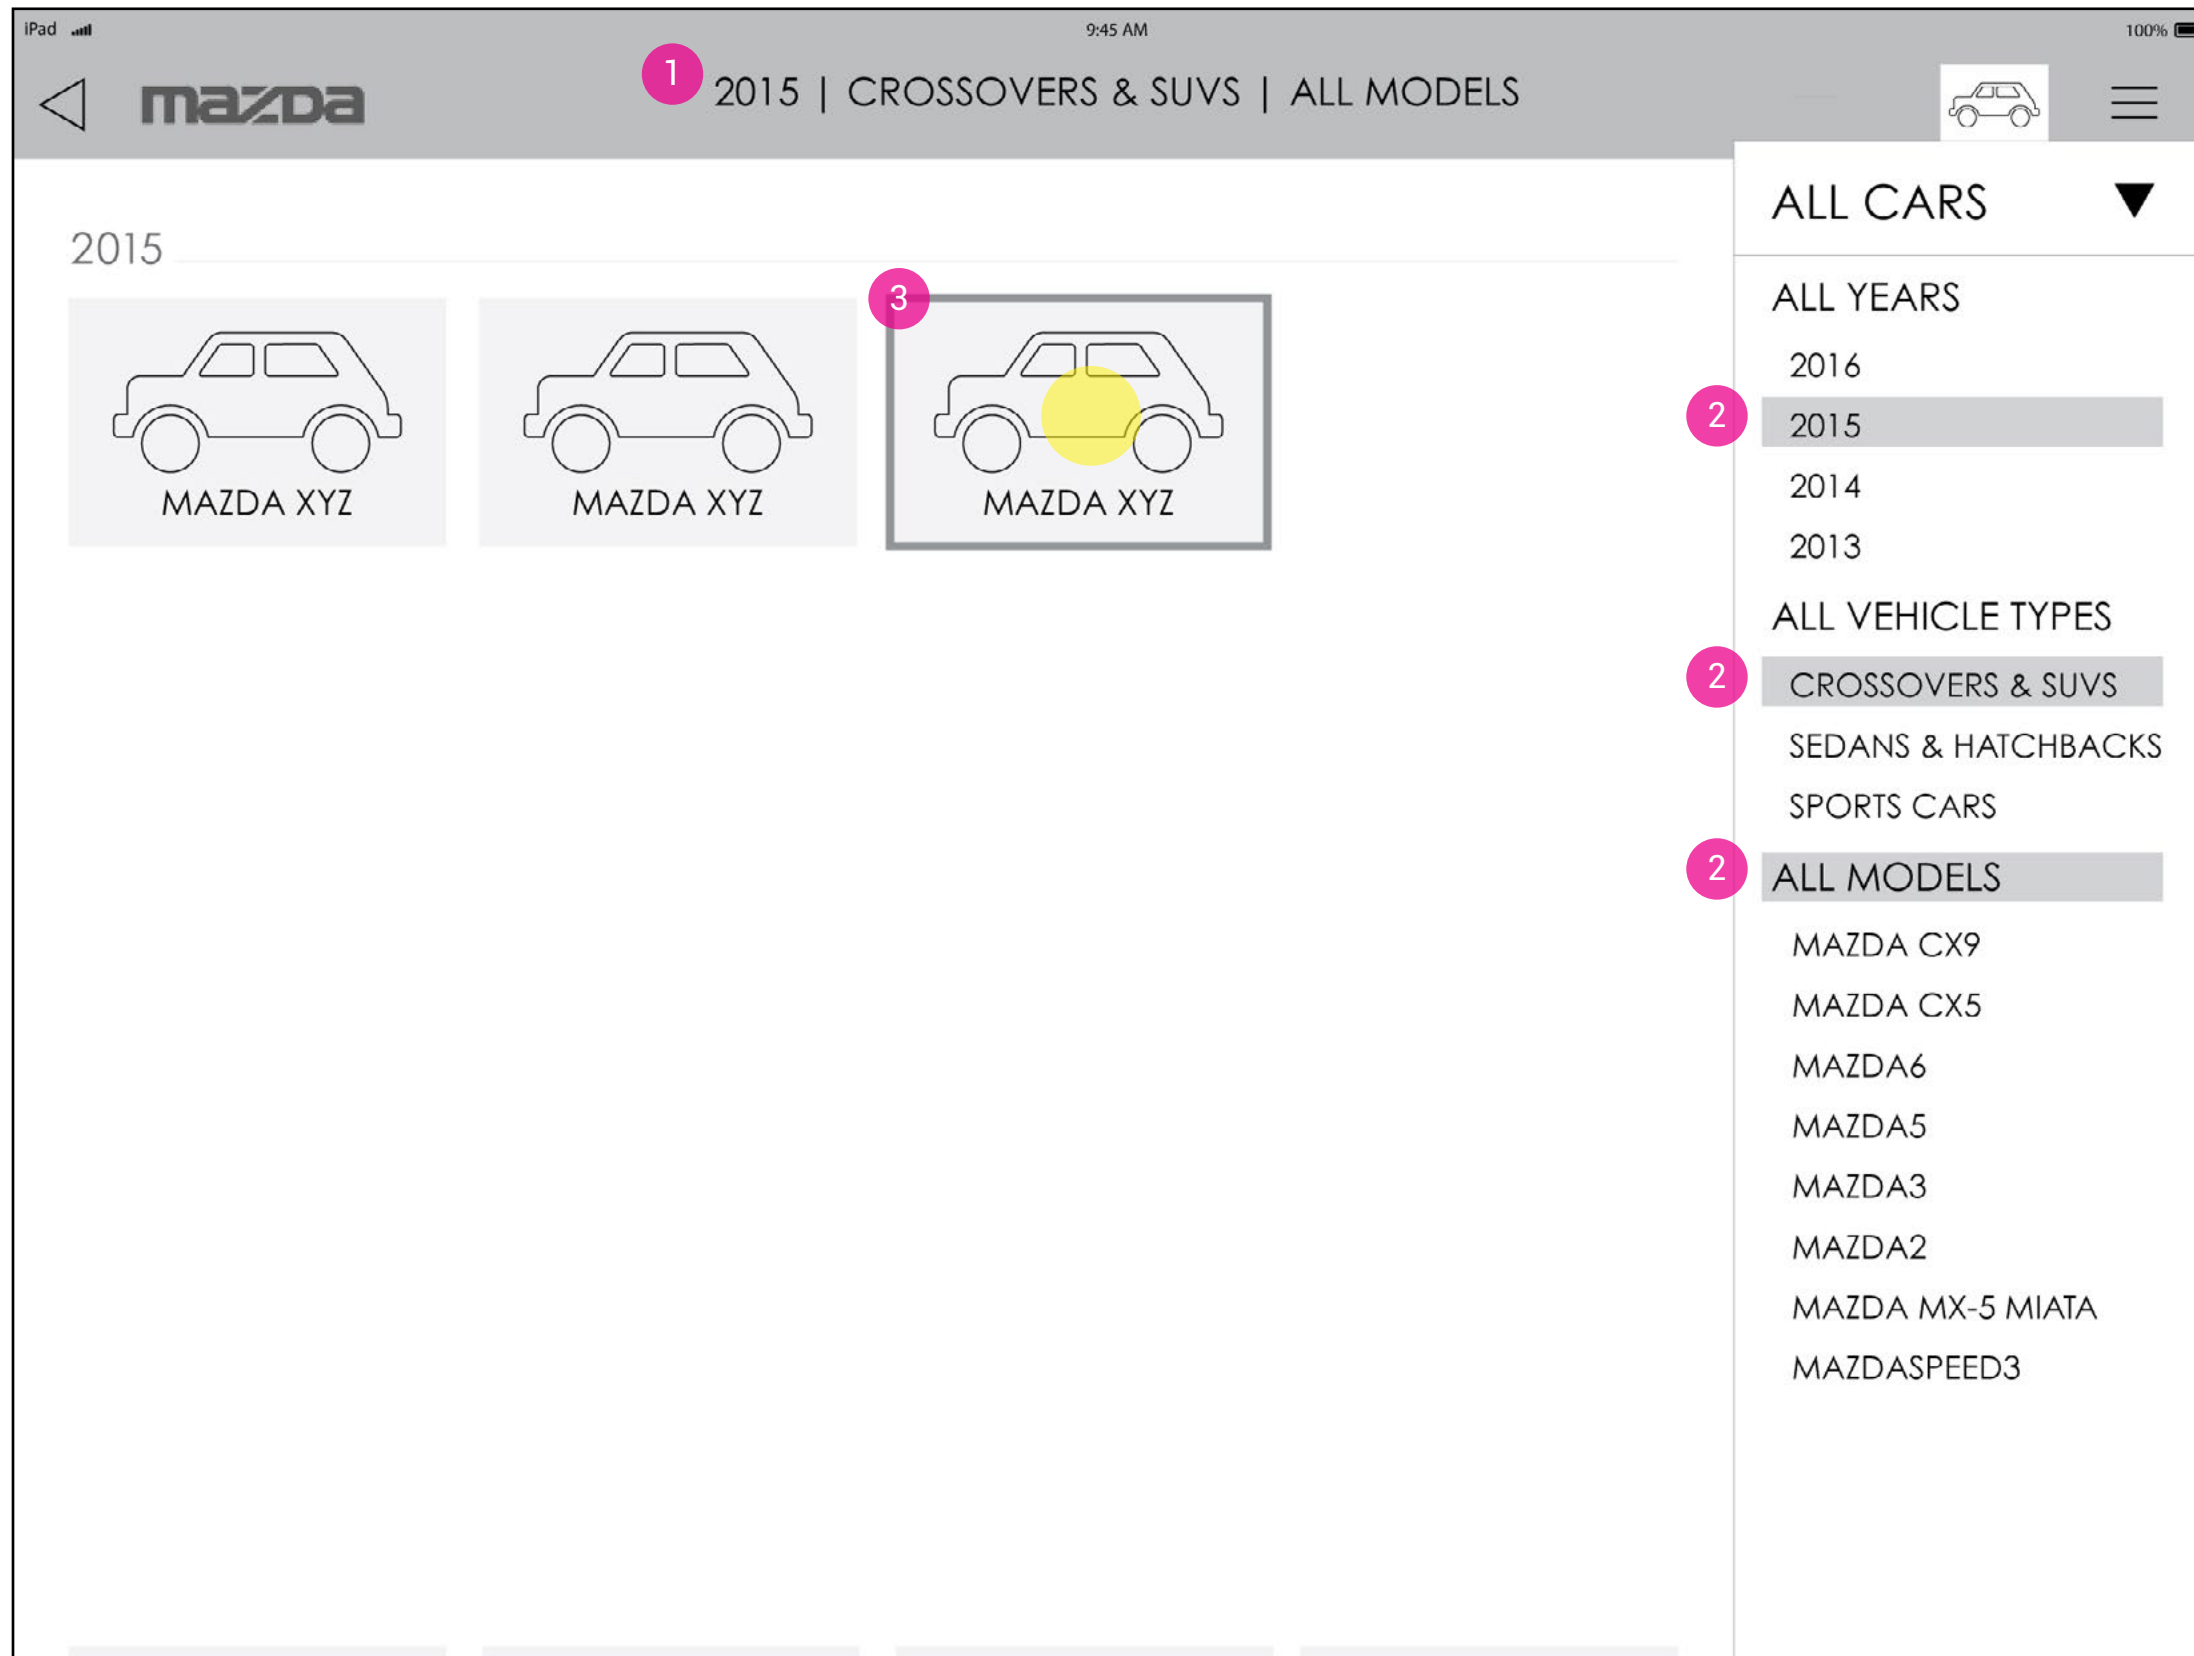 iPad
9:45 AM
100%
mazda
1
2015 | CROSSOVERS & SUVS | ALL MODELS
2015
3
MAZDA XYZ
MAZDA XYZ
MAZDA XYZ
ALL CARS
ALL YEARS
2016
2
2015
2014
2013
ALL VEHICLE TYPES
2
CROSSOVERS & SUVS
SEDANS & HATCHBACKS
SPORTS CARS
2
ALL MODELS
MAZDA CX9
MAZDA CX5
MAZDA6
MAZDA5
MAZDA3
MAZDA2
MAZDA MX-5 MIATA
MAZDASPEED3